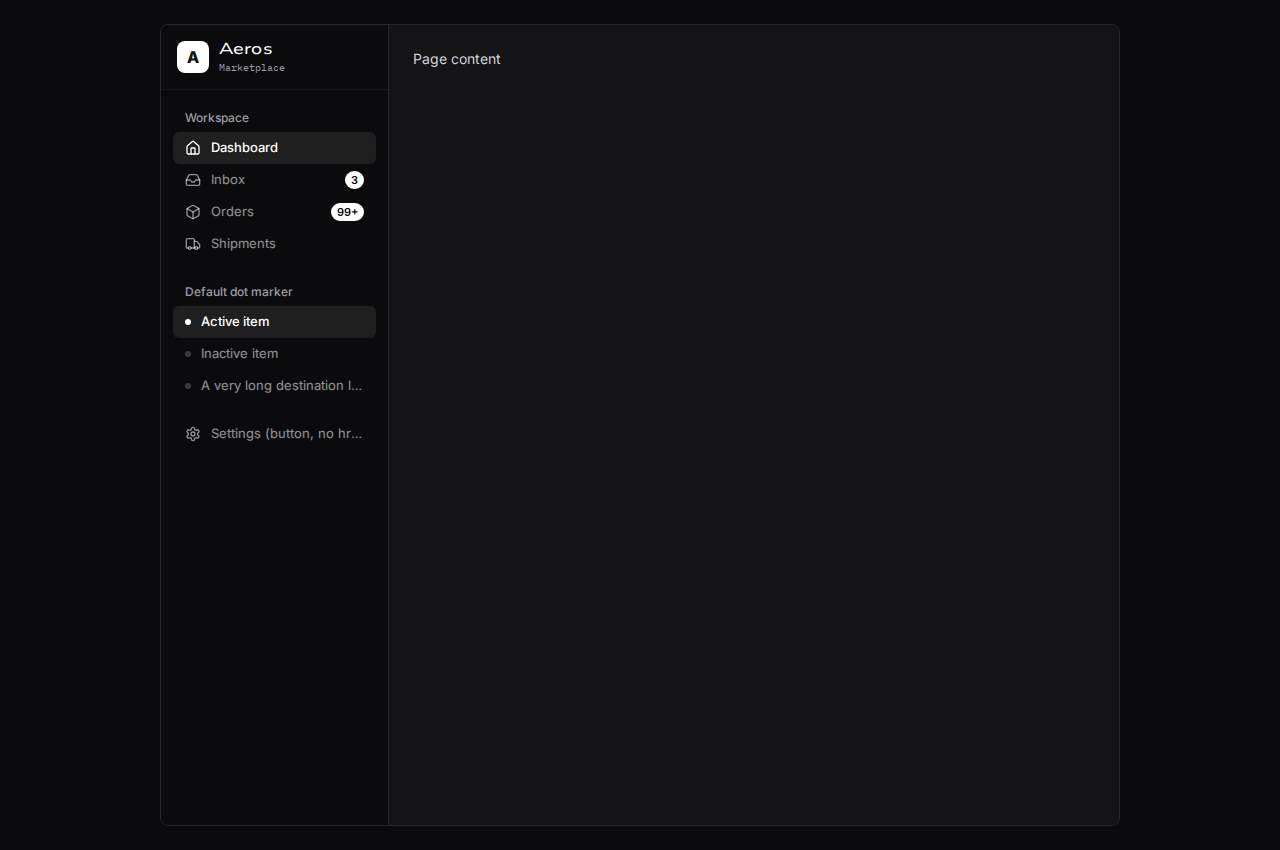 A
Aeros
Marketplace
Workspace
Dashboard
Inbox 3
Orders 99+
Shipments
Default dot marker
Active item
Inactive item
A very long destination l...
Settings (button, no hr...
Page content